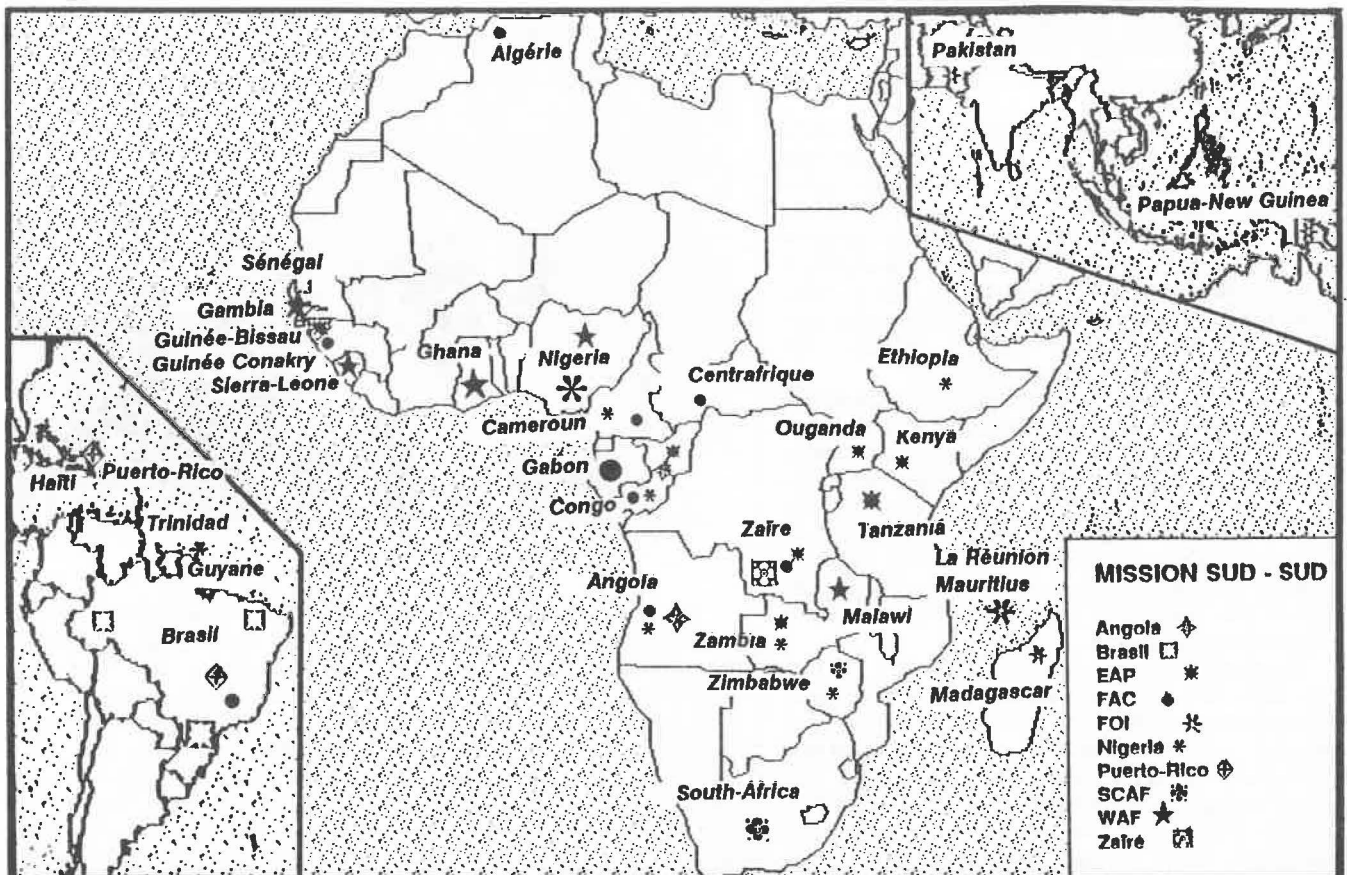 Algérie
Pakistan
Papua-New Guinea
Sénégal
Gambia
Guinée-Bissau
Guinée Conakry
Sierra-Leone
Ghana
Nigeria
Centrafrique
Ethiopia
Cameroun
Ouganda
Kenya
Gabon
Congo
Puerto-Rico
Haïti
Trinidad
Guyane
Brasil
Zaïre
Tanzania
La Réunion
Mauritius
Angola
Malawi
Zambia
Zimbabwe
Madagascar
South-Africa
MISSION SUD - SUD
Angola
Brasil
EAP
FAC
FOI
Nigeria
Puerto-Rico
SCAF
WAF
Zaïre